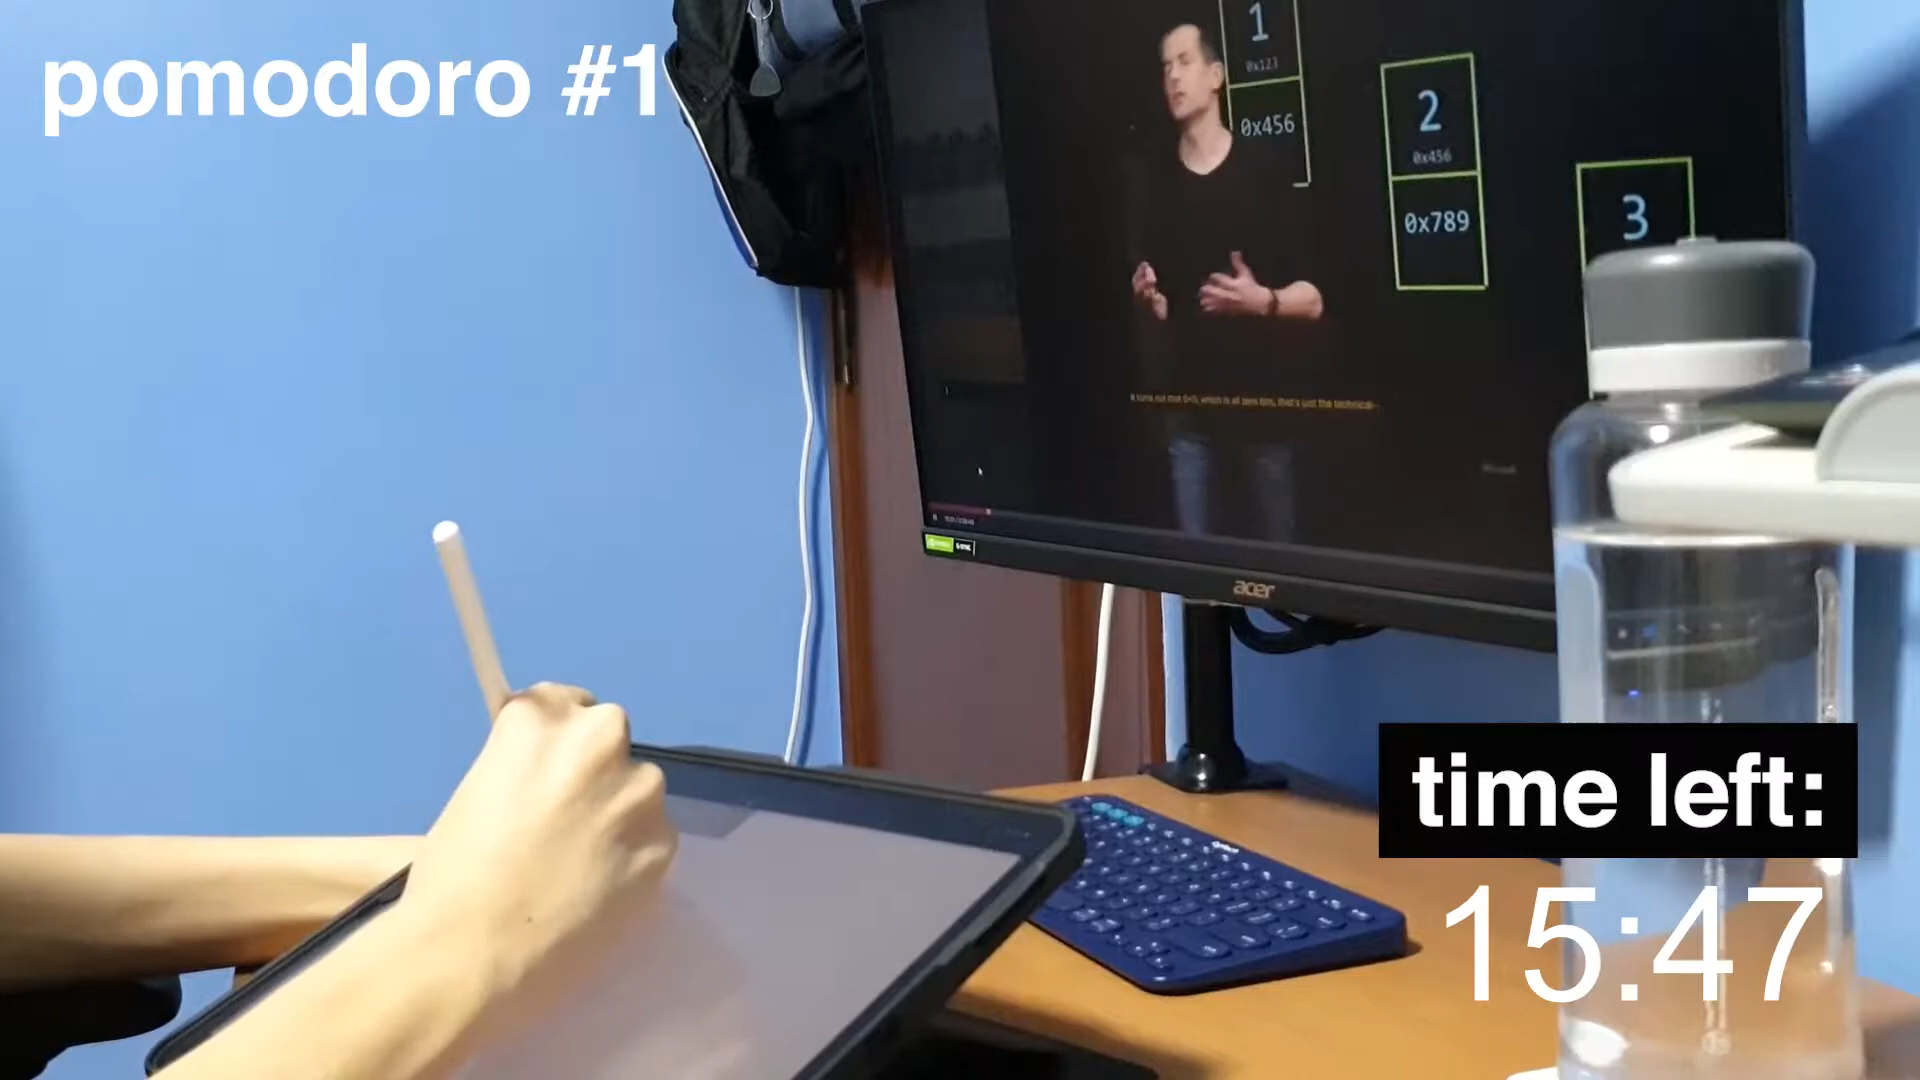 pomodoro #1
1
0x123
0x456
2
0x456
0x789
3
acer
time left:
15:47